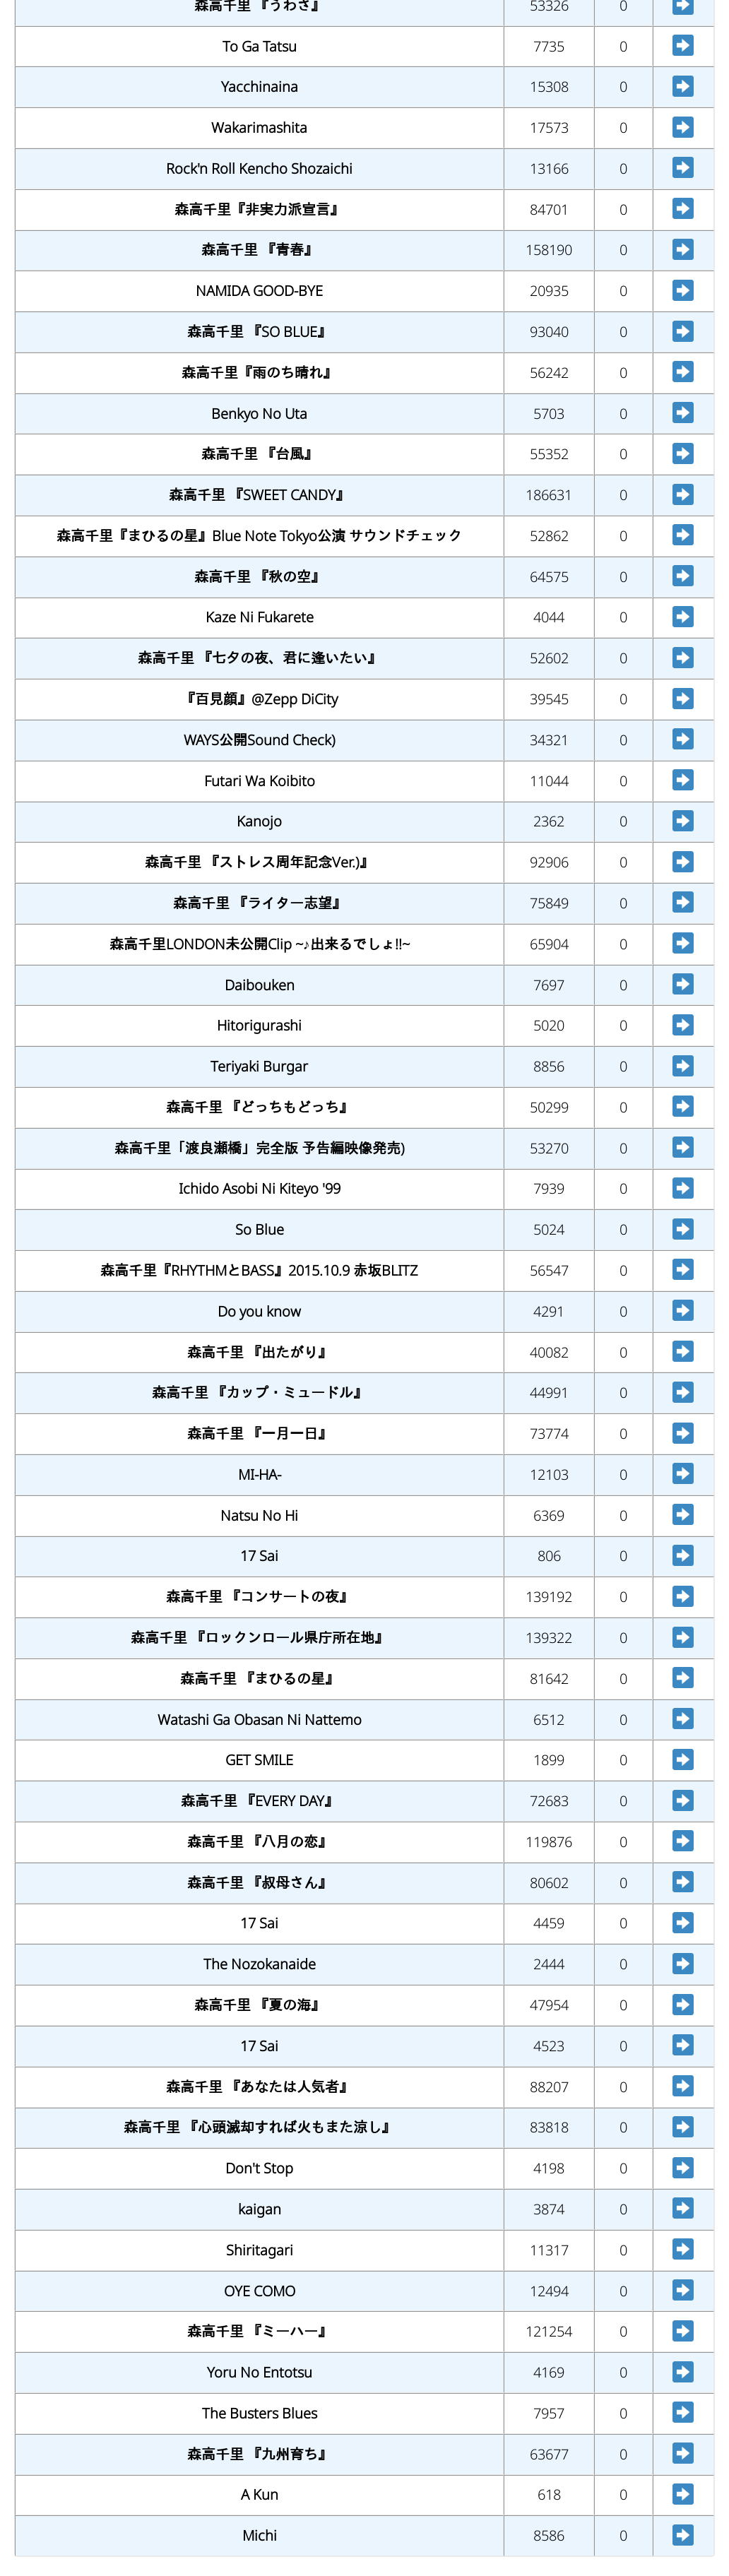 森高千里 『うわさ』 53326 0
To Ga Tatsu 7735 0
Yacchinaina 15308 0
Wakarimashita 17573 0
Rock'n Roll Kencho Shozaichi 13166 0
森高千里『非実力派宣言』 84701 0
森高千里 『青春』 158190 0
NAMIDA GOOD-BYE 20935 0
森高千里 『SO BLUE』 93040 0
森高千里『雨のち晴れ』 56242 0
Benkyo No Uta 5703 0
森高千里 『台風』 55352 0
森高千里 『SWEET CANDY』 186631 0
森高千里『まひるの星』Blue Note Tokyo公演 サウンドチェック 52862 0
森高千里 『秋の空』 64575 0
Kaze Ni Fukarete 4044 0
森高千里 『七夕の夜、君に逢いたい』 52602 0
『百見顔』@Zepp DiCity 39545 0
WAYS公開Sound Check) 34321 0
Futari Wa Koibito 11044 0
Kanojo 2362 0
森高千里 『ストレス周年記念Ver.)』 92906 0
森高千里 『ライター志望』 75849 0
森高千里LONDON未公開Clip ~♪出来るでしょ!!~ 65904 0
Daibouken 7697 0
Hitorigurashi 5020 0
Teriyaki Burgar 8856 0
森高千里 『どっちもどっち』 50299 0
森高千里「渡良瀬橋」完全版 予告編映像発売) 53270 0
Ichido Asobi Ni Kiteyo '99 7939 0
So Blue 5024 0
森高千里『RHYTHMとBASS』2015.10.9 赤坂BLITZ 56547 0
Do you know 4291 0
森高千里 『出たがり』 40082 0
森高千里 『カップ・ミュードル』 44991 0
森高千里 『一月一日』 73774 0
MI-HA- 12103 0
Natsu No Hi 6369 0
17 Sai 806 0
森高千里 『コンサートの夜』 139192 0
森高千里 『ロックンロール県庁所在地』 139322 0
森高千里 『まひるの星』 81642 0
Watashi Ga Obasan Ni Nattemo 6512 0
GET SMILE 1899 0
森高千里 『EVERY DAY』 72683 0
森高千里 『八月の恋』 119876 0
森高千里 『叔母さん』 80602 0
17 Sai 4459 0
The Nozokanaide 2444 0
森高千里 『夏の海』 47954 0
17 Sai 4523 0
森高千里 『あなたは人気者』 88207 0
森高千里 『心頭滅却すれば火もまた涼し』 83818 0
Don't Stop 4198 0
kaigan 3874 0
Shiritagari 11317 0
OYE COMO 12494 0
森高千里 『ミーハー』 121254 0
Yoru No Entotsu 4169 0
The Busters Blues 7957 0
森高千里 『九州育ち』 63677 0
A Kun 618 0
Michi 8586 0